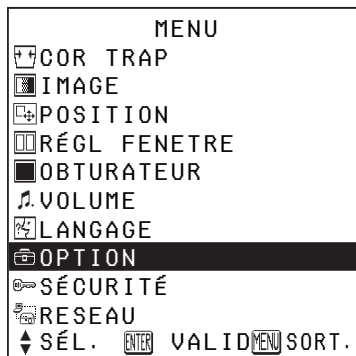 MENU
COR TRAP
IMAGE
POSITION
RÉGL FENETRE
OBTURATEUR
VOLUME
LANGAGE
OPTION
SÉCURITÉ
RESEAU
SÉL. ENTER VALID MENU SORT.